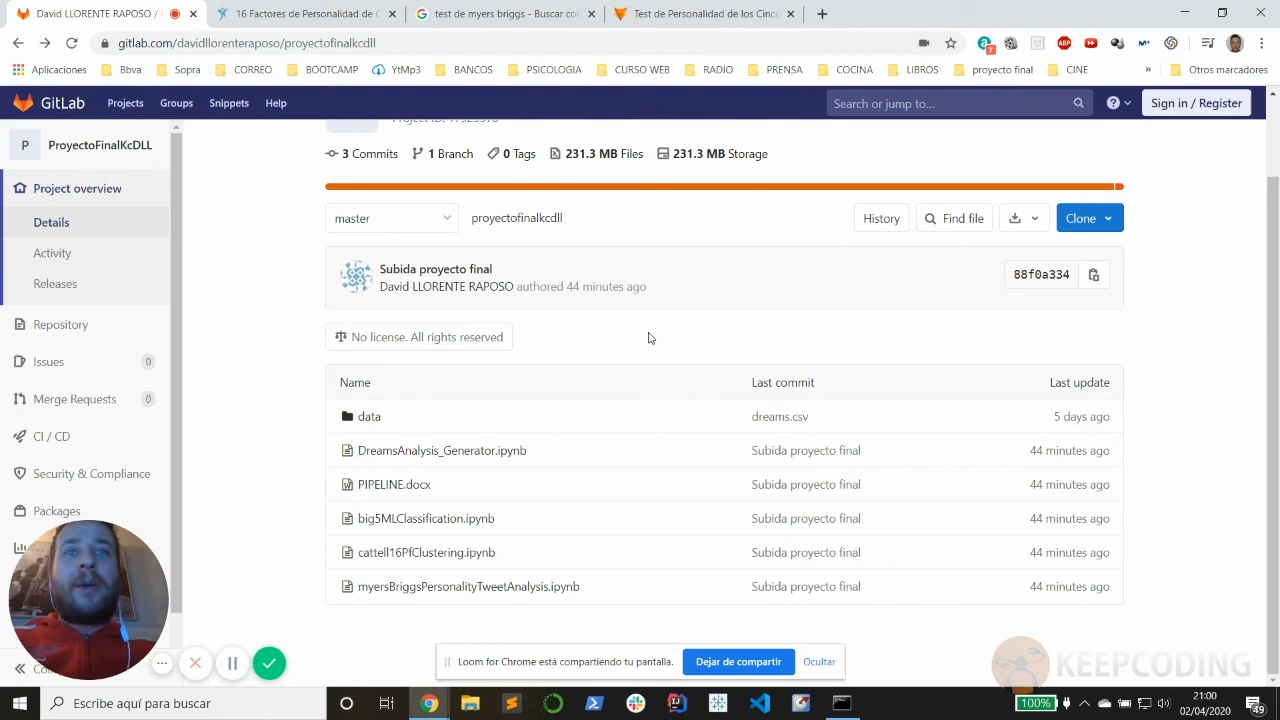 David LLORENTE RAPOSO /
16 Factores de Personalidad de C
test de myers briggs - Buscar con
Test de Personalidad de los Cinco
gitlab.com/davidllorenteraposo/proyectofinalkcdll
7
ABP
Aplicaciones
Bbva
Sopra
CORREO
BOOTCAMP
YtMp3
BANCOS
PSICOLOGIA
CURSO WEB
RADIO
PRENSA
COCINA
LIBROS
proyecto final
CINE
»
Otros marcadores
GitLab
Projects
Groups
Snippets
Help
Search or jump to...
Sign in / Register
P
ProyectoFinalKcDLL
Project overview
Details
Activity
Releases
Repository
Issues
0
Merge Requests
0
CI / CD
Security & Compliance
Packages
3 Commits
1 Branch
0 Tags
231.3 MB Files
231.3 MB Storage
master
proyectofinalkcdll
History
Find file
Clone
Subida proyecto final
David LLORENTE RAPOSO authored 44 minutes ago
88f0a334
No license. All rights reserved
Name Last commit Last update
data dreams.csv 5 days ago
DreamsAnalysis_Generator.ipynb Subida proyecto final 44 minutes ago
PIPELINE.docx Subida proyecto final 44 minutes ago
big5MLClassification.ipynb Subida proyecto final 44 minutes ago
cattell16PfClustering.ipynb Subida proyecto final 44 minutes ago
myersBriggsPersonalityTweetAnalysis.ipynb Subida proyecto final 44 minutes ago
Loom for Chrome está compartiendo tu pantalla.
Dejar de compartir
Ocultar
KEEPCODING
Escribe aquí para buscar
100%
21:00
02/04/2020
49